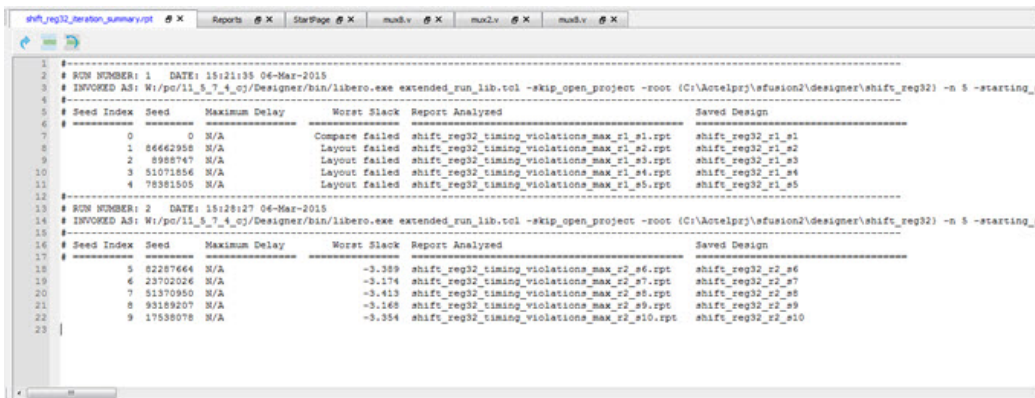 shift_reg32_iteration_summary.rpt Reports StartPage mux8.v mux2.v mux8.v
1 #
2 # RUN NUMBER: 1 DATE: 15:21:35 06-Mar-2015
3 # INVOKED AS: W:/pc/11_5_7_4_cj/Designer/bin/libero.exe extended_run_lib.tcl -skip_open_project -root (C:\Actelprj\sfusion2\designer\shift_reg32) -n 5 -starting_
4 #
5 # Seed Index Seed Maximum Delay Worst Slack Report Analyzed Saved Design
6 #
7 0 0 N/A Compare failed shift_reg32_timing_violations_max_r1_s1.rpt shift_reg32_r1_s1
8 1 86662958 N/A Layout failed shift_reg32_timing_violations_max_r1_s2.rpt shift_reg32_r1_s2
9 2 8988747 N/A Layout failed shift_reg32_timing_violations_max_r1_s3.rpt shift_reg32_r1_s3
10 3 51071856 N/A Layout failed shift_reg32_timing_violations_max_r1_s4.rpt shift_reg32_r1_s4
11 4 78381505 N/A Layout failed shift_reg32_timing_violations_max_r1_s5.rpt shift_reg32_r1_s5
12 #
13 # RUN NUMBER: 2 DATE: 15:28:27 06-Mar-2015
14 # INVOKED AS: W:/pc/11_5_7_4_cj/Designer/bin/libero.exe extended_run_lib.tcl -skip_open_project -root (C:\Actelprj\sfusion2\designer\shift_reg32) -n 5 -starting_
15 #
16 # Seed Index Seed Maximum Delay Worst Slack Report Analyzed Saved Design
17 #
18 5 82287664 N/A -3.389 shift_reg32_timing_violations_max_r2_s6.rpt shift_reg32_r2_s6
19 6 23702026 N/A -3.174 shift_reg32_timing_violations_max_r2_s7.rpt shift_reg32_r2_s7
20 7 51370950 N/A -3.413 shift_reg32_timing_violations_max_r2_s8.rpt shift_reg32_r2_s8
21 8 93189207 N/A -3.168 shift_reg32_timing_violations_max_r2_s9.rpt shift_reg32_r2_s9
22 9 17538078 N/A -3.354 shift_reg32_timing_violations_max_r2_s10.rpt shift_reg32_r2_s10
23